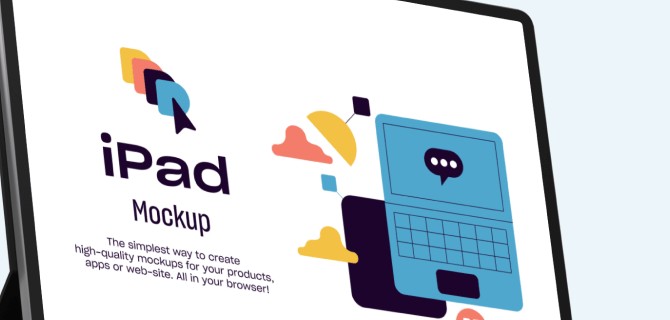 iPad
Mockup
The simplest way to create
high-quality mockups for your products,
apps or web-site. All in your browser!